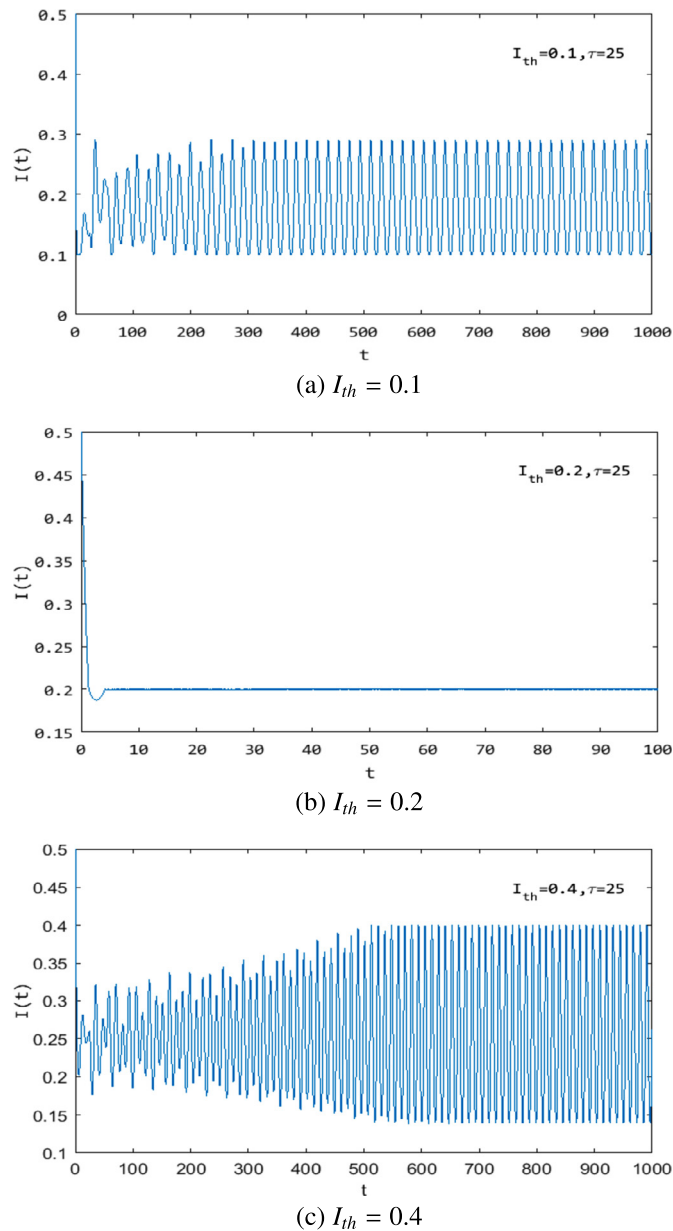 0.5
I_th=0.1,τ=25
0.4
0.3
I(t)
0.2
0.1
0
0 100 200 300 400 500 600 700 800 900 1000
t
(a) I_th = 0.1
0.5
I_th=0.2,τ=25
0.45
0.4
0.35
I(t)
0.3
0.25
0.2
0.15
0 10 20 30 40 50 60 70 80 90 100
t
(b) I_th = 0.2
0.5
I_th=0.4,τ=25
0.45
0.4
0.35
I(t)
0.3
0.25
0.2
0.15
0.1
0 100 200 300 400 500 600 700 800 900 1000
t
(c) I_th = 0.4